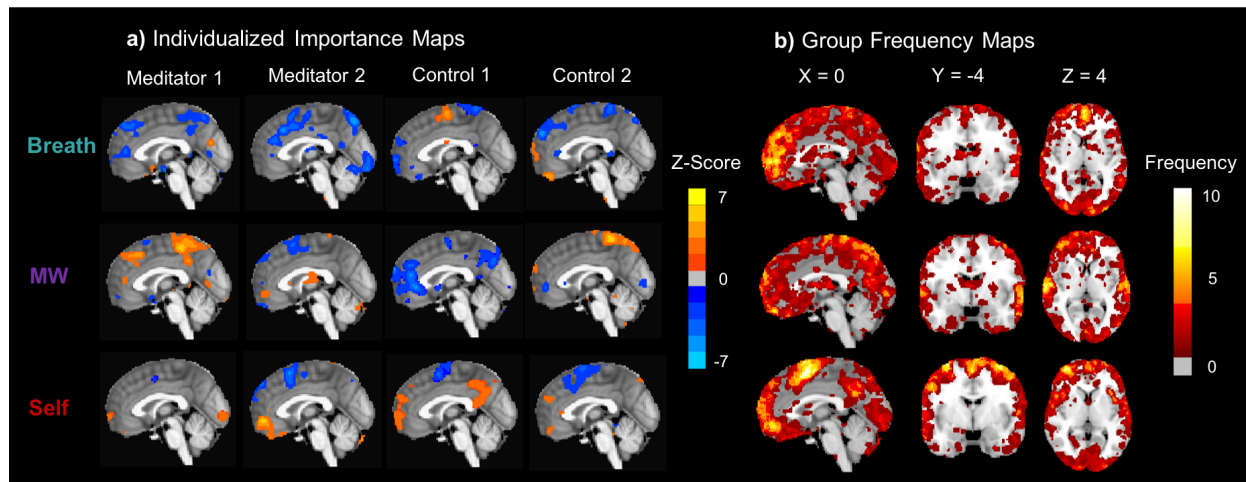 a) Individualized Importance Maps
Meditator 1 Meditator 2 Control 1 Control 2
Breath
MW
Self
Z-Score
7
0
-7
b) Group Frequency Maps
X = 0 Y = -4 Z = 4
Frequency
10
5
0